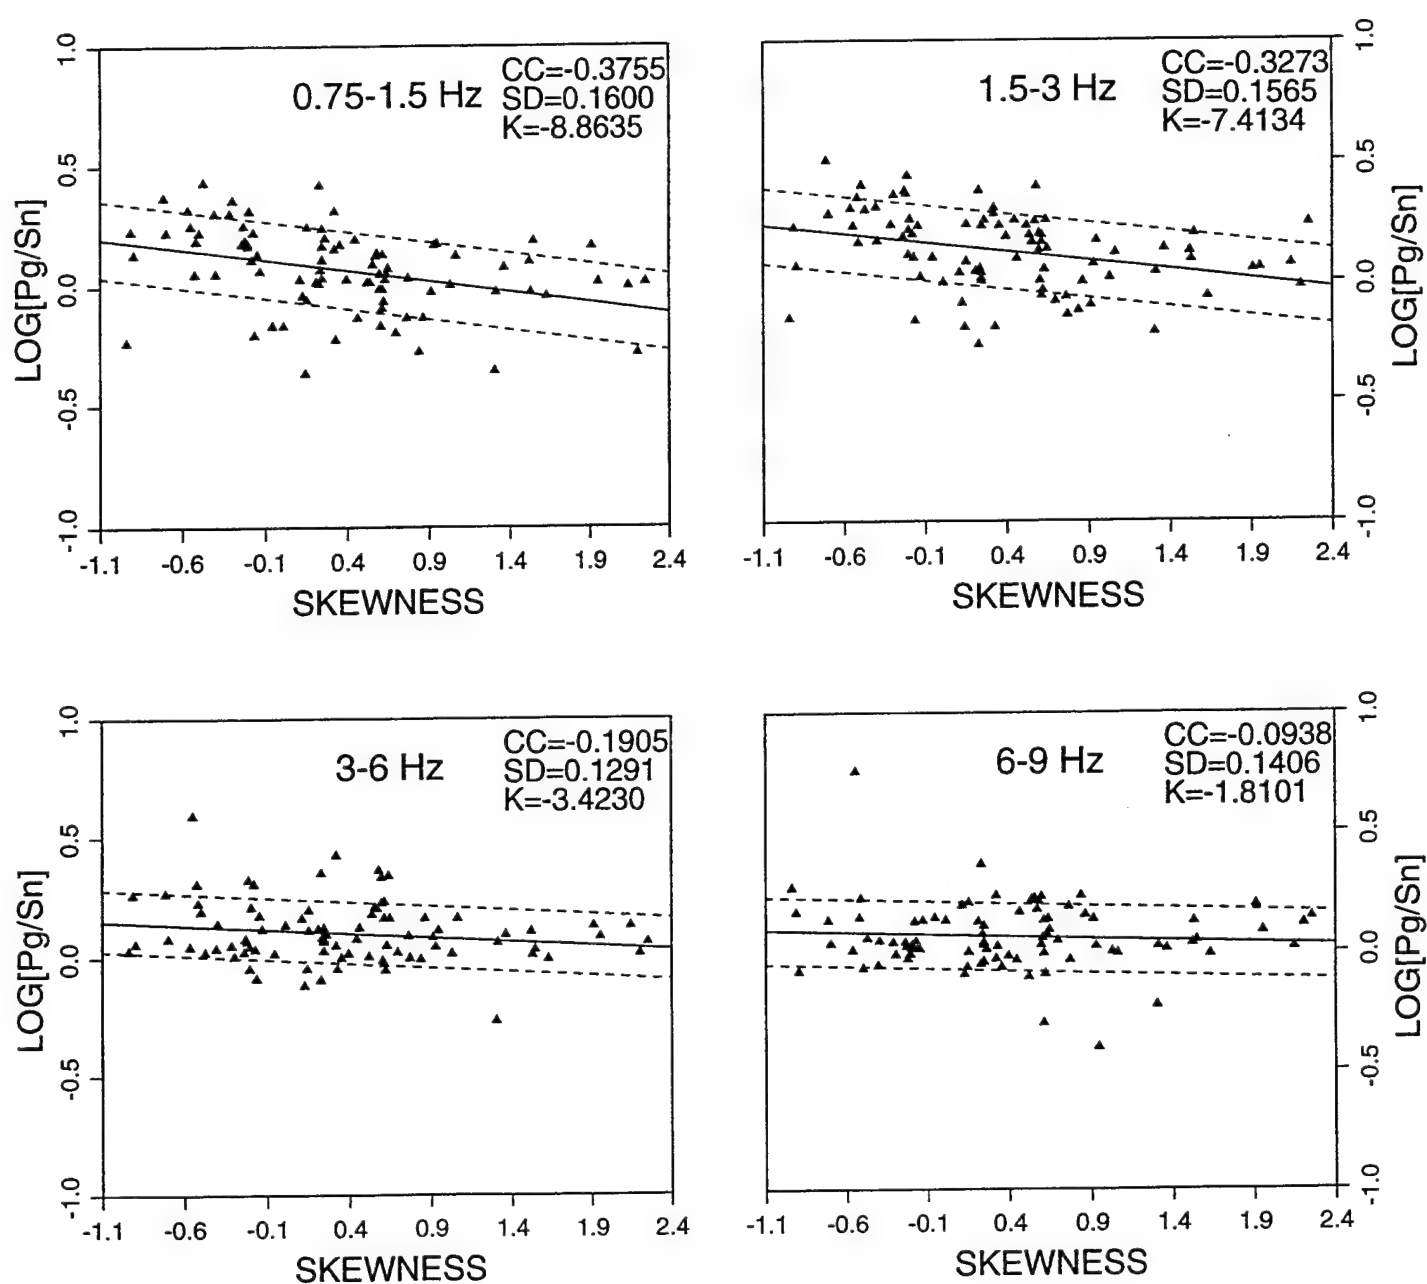 0.75-1.5 Hz
CC=-0.3755
SD=0.1600
K=-8.8635
LOG[Pg/Sn]
1.0
0.5
0.0
-0.5
-1.0
-1.1 -0.6 -0.1 0.4 0.9 1.4 1.9 2.4
SKEWNESS
1.5-3 Hz
CC=-0.3273
SD=0.1565
K=-7.4134
LOG[Pg/Sn]
1.0
0.5
0.0
-0.5
-1.0
-1.1 -0.6 -0.1 0.4 0.9 1.4 1.9 2.4
SKEWNESS
3-6 Hz
CC=-0.1905
SD=0.1291
K=-3.4230
LOG[Pg/Sn]
1.0
0.5
0.0
-0.5
-1.0
-1.1 -0.6 -0.1 0.4 0.9 1.4 1.9 2.4
SKEWNESS
6-9 Hz
CC=-0.0938
SD=0.1406
K=-1.8101
LOG[Pg/Sn]
1.0
0.5
0.0
-0.5
-1.0
-1.1 -0.6 -0.1 0.4 0.9 1.4 1.9 2.4
SKEWNESS